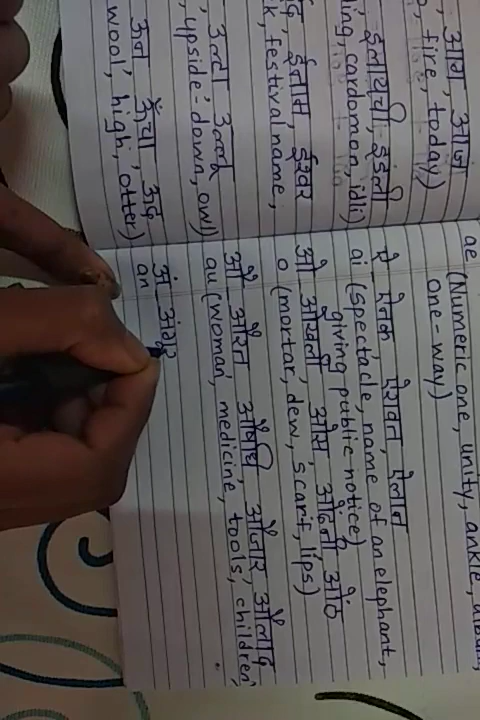 , आग, आज
, fire, today)
, इलायची, इडली
ing, cardomon, idli)
ईनाम, ईश्वर
k, festival name,
, उल्टा उल्लू
, upside-down, owl)
ऊन ऊँचा ऊद
wool, high, otter)
ae (Numeric one, unity, ankle,
one-way)
ऐ ऐनक, ऐरावत, ऐलान
ai (spectacle, name of an elephant,
giving public notice)
ओ ओखली, ओस, ओढ़नी, ओंठ
o (mortar, dew, scarf, lips)
औ औरत औषधि, औजार, औलाद
au (woman, medicine, tools, children,
अं अंगूर
an